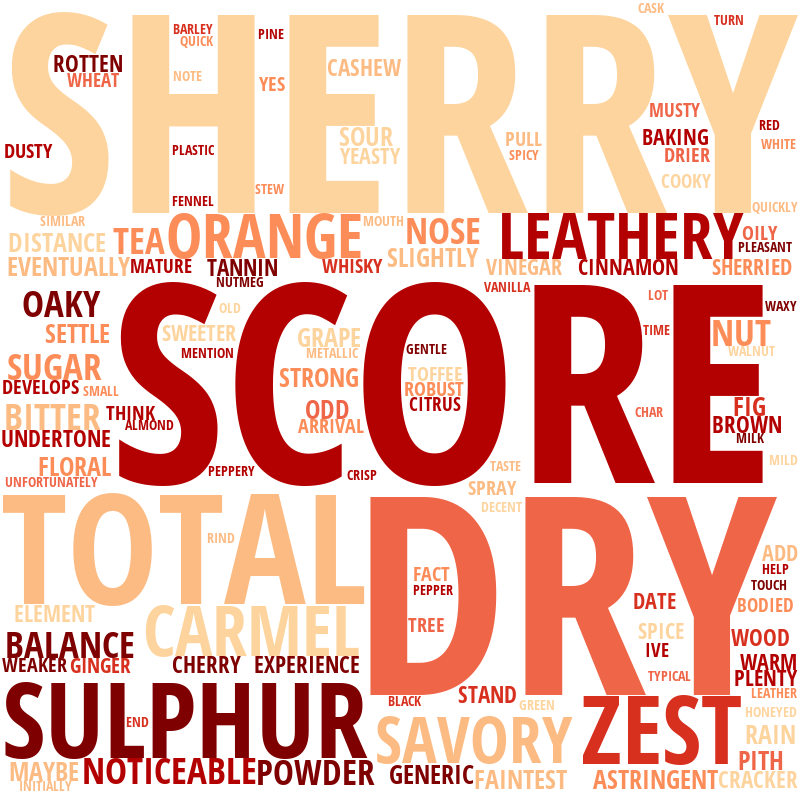 CASK
TURN
BARLEY
QUICK
PINE
SHERRY
ROTTEN
WHEAT
NOTE
YES
CASHEW
MUSTY
RED
WHITE
BAKING
DRIER
SOUR
YEASTY
PULL
SPICY
DUSTY
PLASTIC
COOKY
STEW
FENNEL
QUICKLY
SIMILAR
MOUTH
DISTANCE
TEA
ORANGE
NOSE
LEATHERY
OILY
PLEASANT
EVENTUALLY
MATURE
TANNIN
NUTMEG
WHISKY
SLIGHTLY
VINEGAR
CINNAMON
SHERRIED
VANILLA
LOT
WAXY
OAKY
OLD
SETTLE
SWEETER
GRAPE
GENTLE
TIME
NUT
WALNUT
MENTION
METALLIC
SCORE
SUGAR
STRONG
TOFFEE
ROBUST
CITRUS
DEVELOPS
SMALL
BITTER
THINK
ALMOND
ODD
ARRIVAL
CHAR
FIG
BROWN
MILK
UNDERTONE
FLORAL
UNFORTUNATELY
PEPPERY
CRISP
TASTE
MILD
SPRAY
DECENT
TOTAL
DRY
RIND
ADD
HELP
TOUCH
FACT
PEPPER
BODIED
DATE
ELEMENT
CARMEL
TREE
SPICE
IVE
WOOD
BALANCE
WEAKER
GINGER
CHERRY
EXPERIENCE
WARM
PLENTY
TYPICAL
LEATHER
BLACK
STAND
GREEN
HONEYED
SULPHUR
END
SAVORY
ZEST
RAIN
PITH
MAYBE
INITIALLY
NOTICEABLE
POWDER
GENERIC
FAINTEST
ASTRINGENT
CRACKER